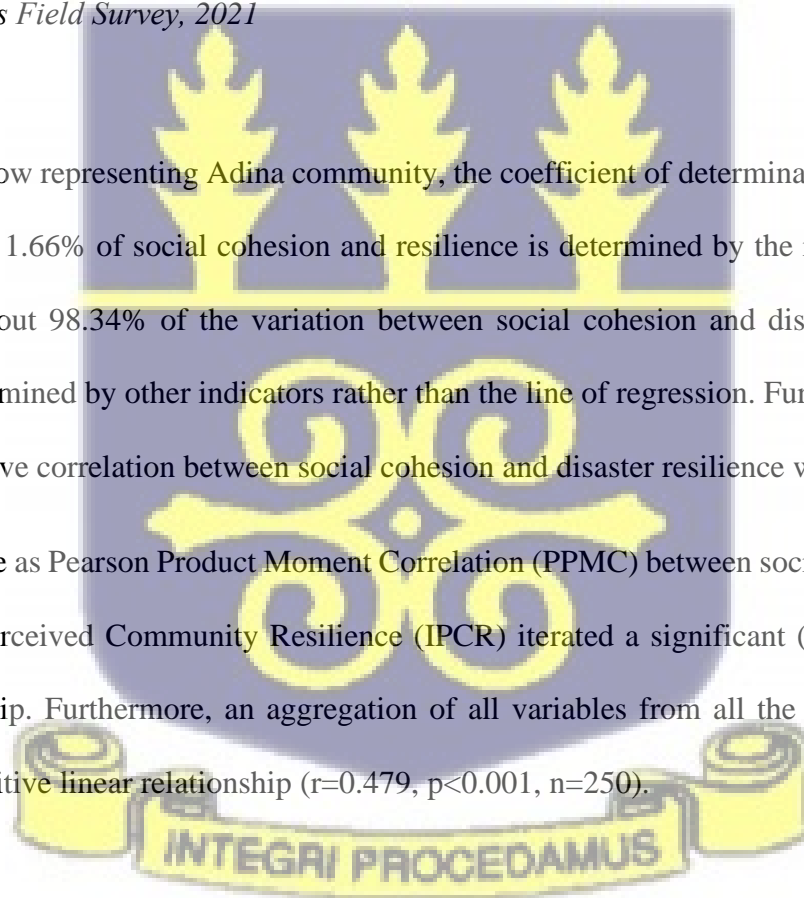 s Field Survey, 2021
ow representing Adina community, the coefficient of determina
1.66% of social cohesion and resilience is determined by the
out 98.34% of the variation between social cohesion and dis
mined by other indicators rather than the line of regression. Fur
ve correlation between social cohesion and disaster resilience w
e as Pearson Product Moment Correlation (PPMC) between soci
rceived Community Resilience (IPCR) iterated a significant (
ip. Furthermore, an aggregation of all variables from all the
itive linear relationship (r=0.479, p<0.001, n=250).
INTEGRI PROCEDAMUS